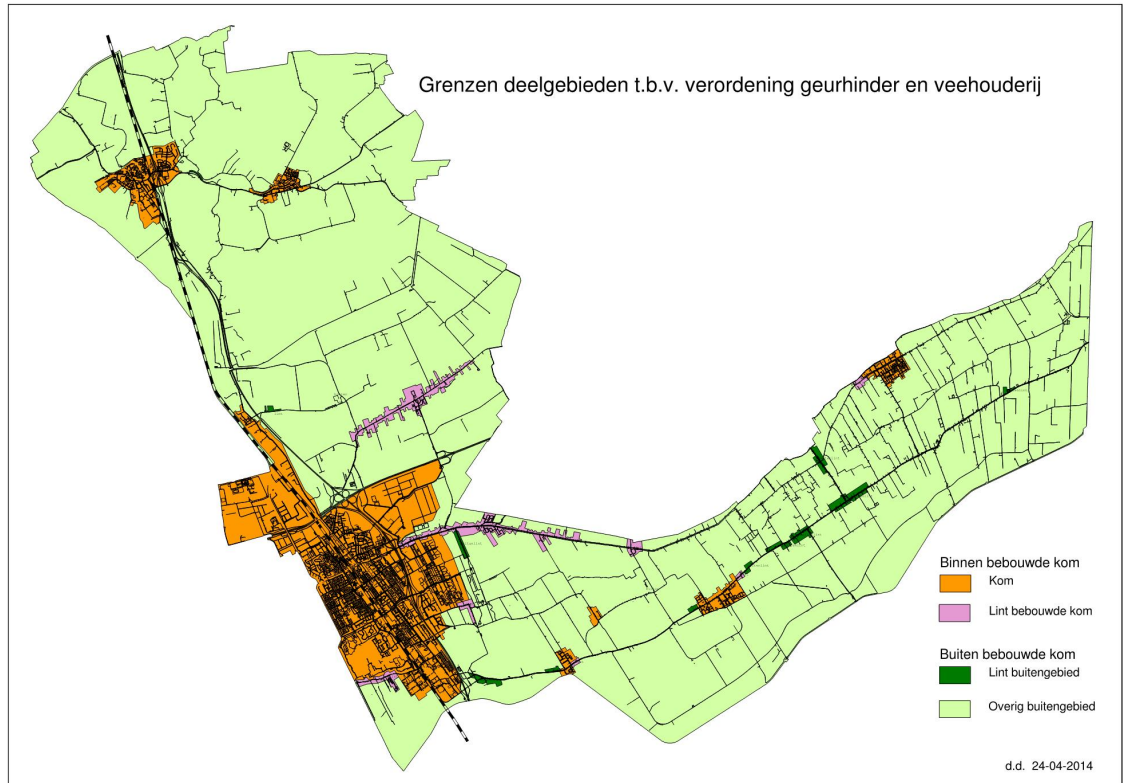 Grenzen deelgebieden t.b.v. verordening geurhinder en veehouderij
Binnen bebouwde kom
Kom
Lint bebouwde kom
Buiten bebouwde kom
Lint buitengebied
Overig buitengebied
d.d. 24-04-2014